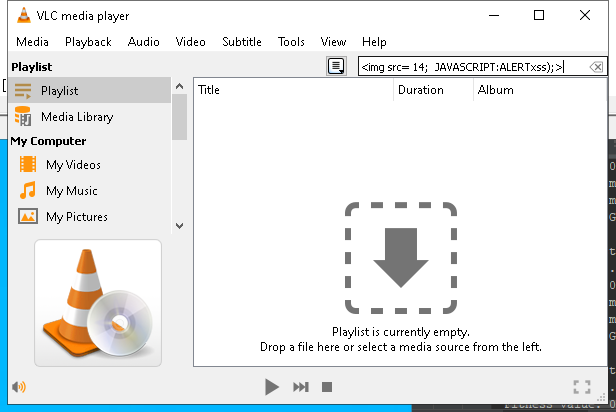 VLC media player
Media Playback Audio Video Subtitle Tools View Help
Playlist
<img src= 14;  JAVASCRIPT:ALERTxss);>
Playlist
Media Library
My Computer
My Videos
My Music
My Pictures
Title Duration Album
Playlist is currently empty.
Drop a file here or select a media source from the left.